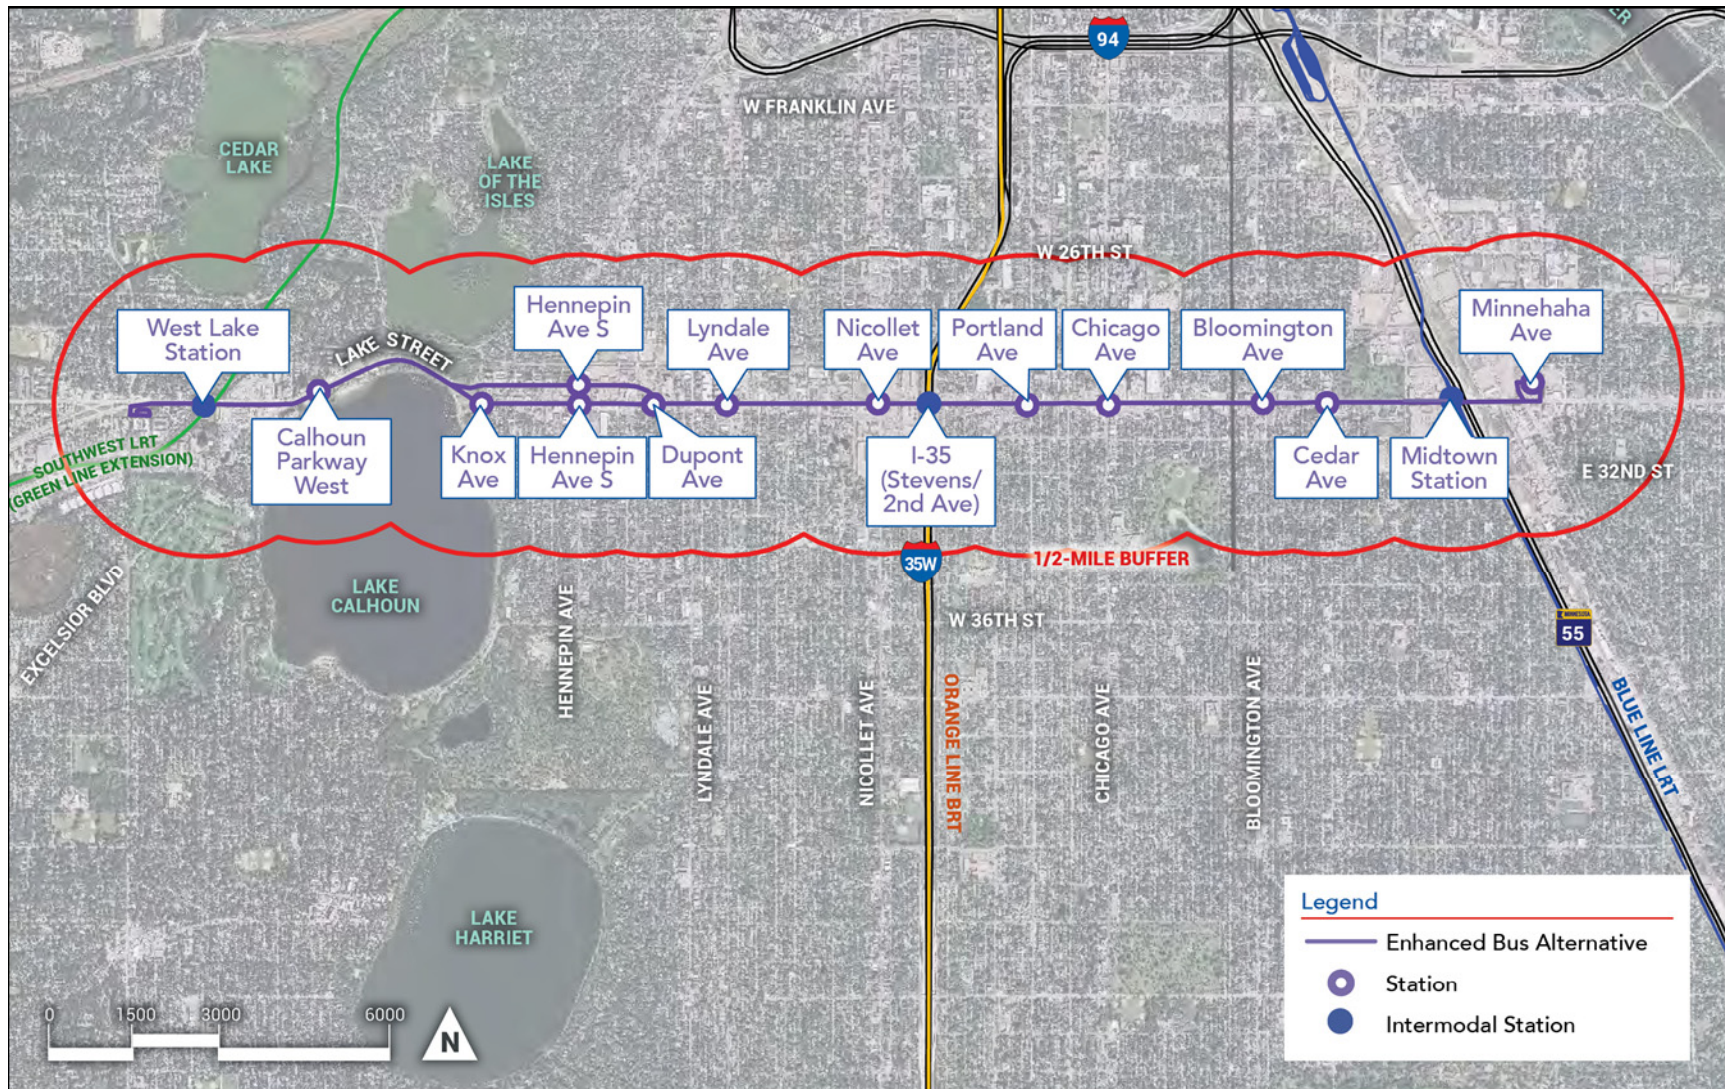 94
ER
W FRANKLIN AVE
CEDAR
LAKE
LAKE
OF THE
ISLES
W 26TH ST
Hennepin
Ave S
Minnehaha
Ave
West Lake
Station
LAKE STREET
Lyndale
Ave
Nicollet
Ave
Portland
Ave
Chicago
Ave
Bloomington
Ave
Calhoun
Parkway
West
Knox
Ave
Hennepin
Ave S
Dupont
Ave
I-35
(Stevens/
2nd Ave)
Cedar
Ave
Midtown
Station
SOUTHWEST LRT
(GREEN LINE EXTENSION)
E 32ND ST
35W
1/2-MILE BUFFER
EXCELSIOR BLVD
LAKE
CALHOUN
HENNEPIN AVE
W 36TH ST
MINNESOTA
55
LYNDALE AVE
NICOLLET AVE
ORANGE LINE BRT
CHICAGO AVE
BLOOMINGTON AVE
BLUE LINE LRT
LAKE
HARRIET
Legend
Enhanced Bus Alternative
Station
Intermodal Station
0 1500 3000 6000
N